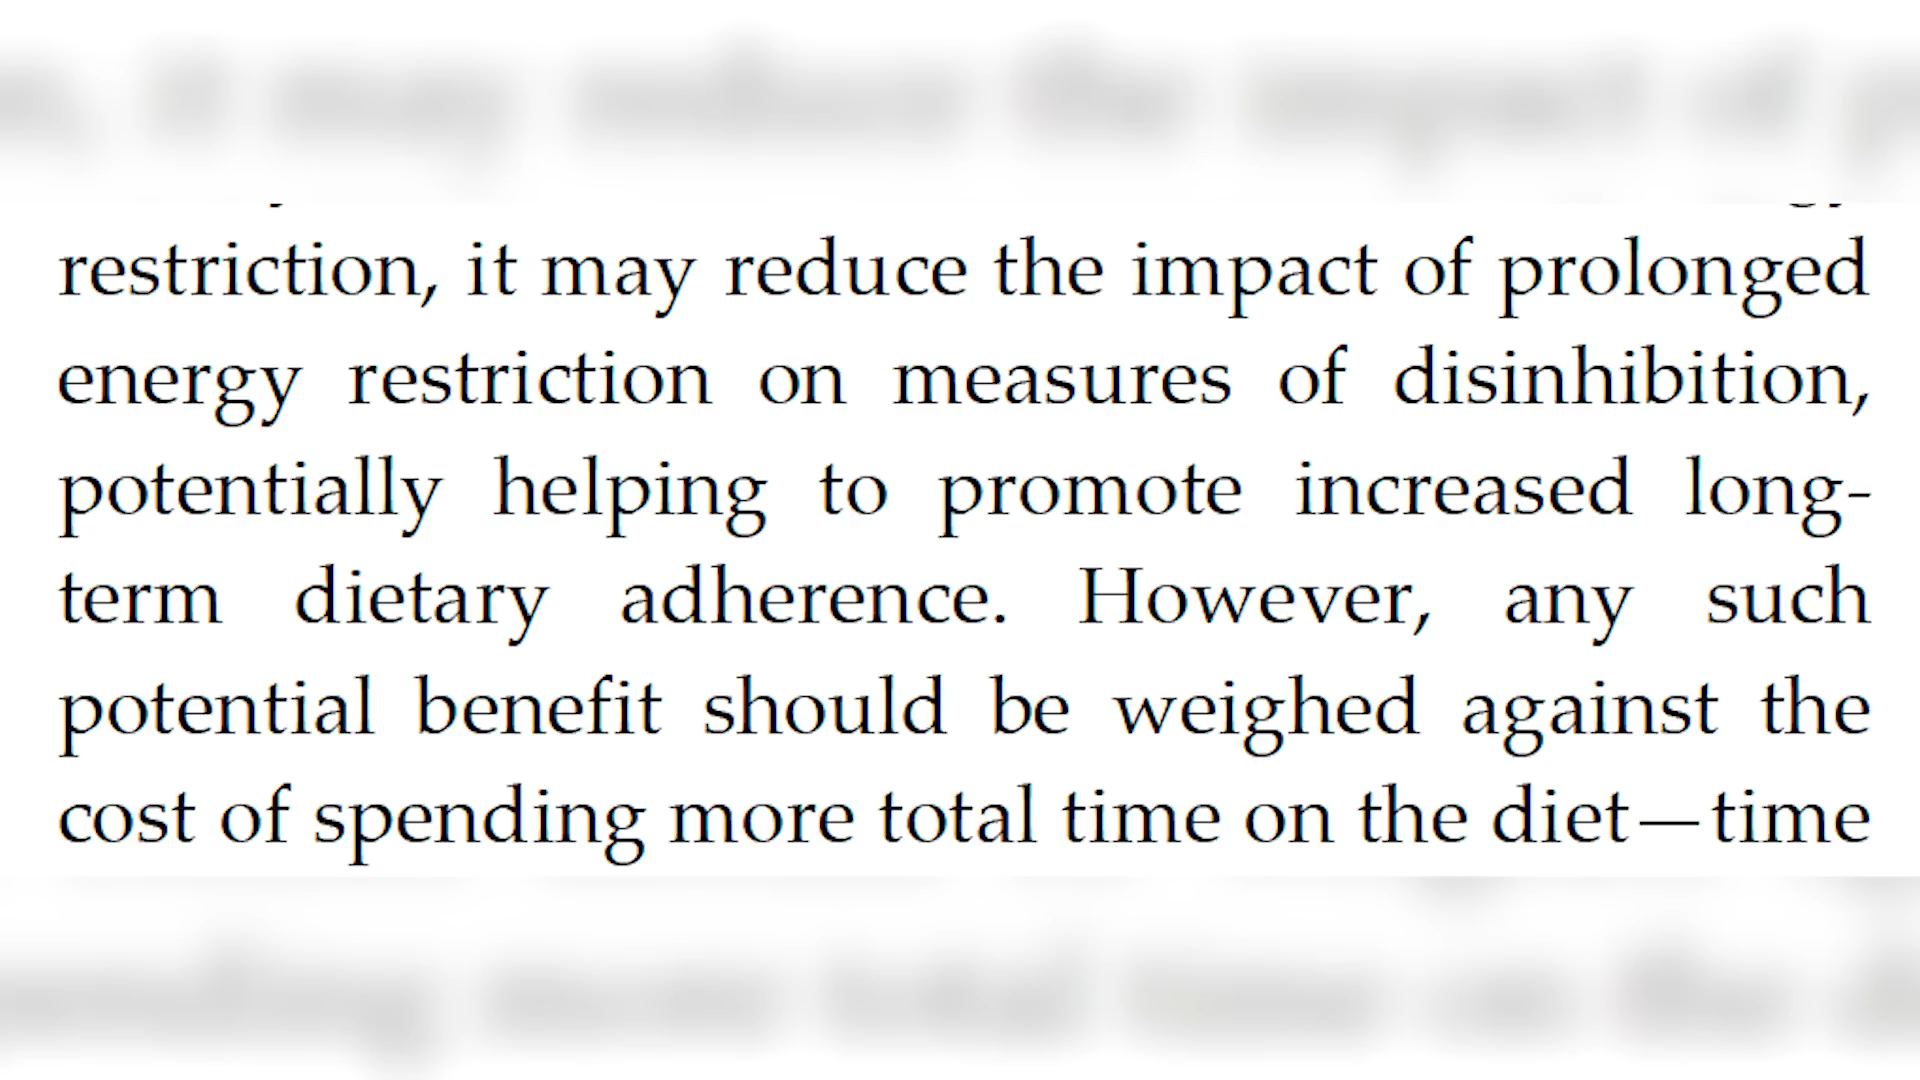 restriction, it may reduce the impact of prolonged
energy restriction on measures of disinhibition,
potentially helping to promote increased long-
term dietary adherence. However, any such
potential benefit should be weighed against the
cost of spending more total time on the diet—time